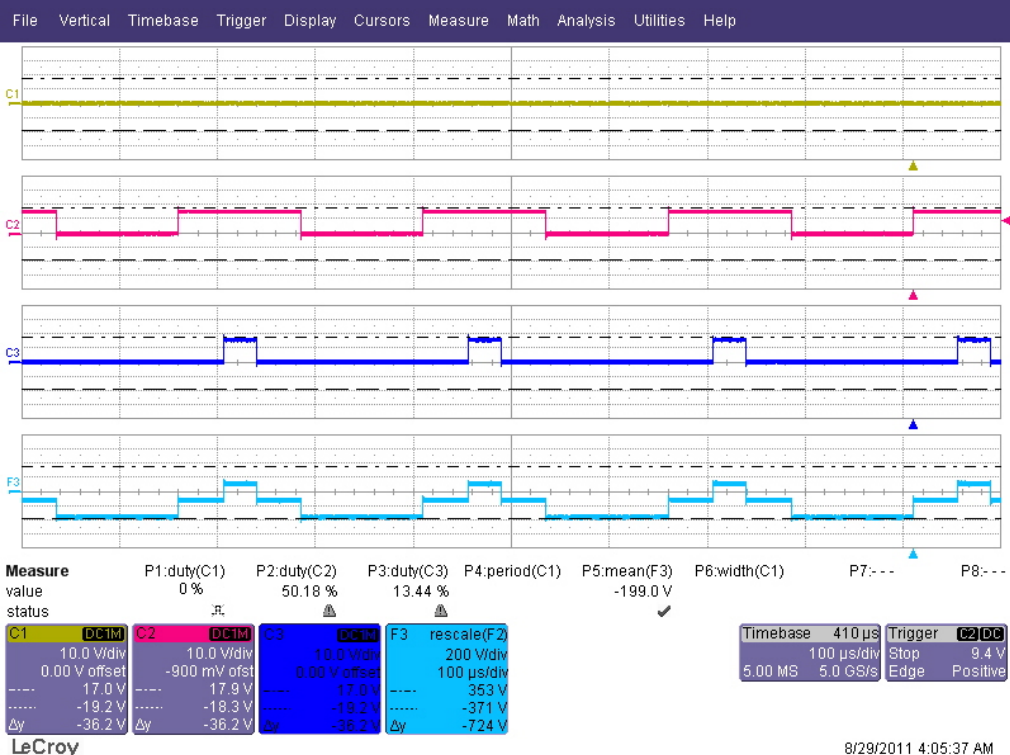 File Vertical Timebase Trigger Display Cursors Measure Math Analysis Utilities Help
C1
C2
C3
F3
Measure P1:duty(C1) P2:duty(C2) P3:duty(C3) P4:period(C1) P5:mean(F3) P6:width(C1) P7:--- P8:---
value 0 % 50.18 % 13.44 % -199.0 V
status
C1 DC1M
10.0 V/div
0.00 V offset
17.0 V
-19.2 V
Δy -36.2 V
C2 DC1M
10.0 V/div
-900 mV ofst
17.9 V
-18.3 V
Δy -36.2 V
C3 DC1M
10.0 V/div
0.00 V offset
17.0 V
-19.2 V
Δy -36.2 V
F3 rescale(F2)
200 V/div
100 µs/div
353 V
-371 V
Δy -724 V
Timebase 410 µs
100 µs/div
5.00 MS 5.0 GS/s
Trigger C2 DC
Stop 9.4 V
Edge Positive
LeCroy
8/29/2011 4:05:37 AM